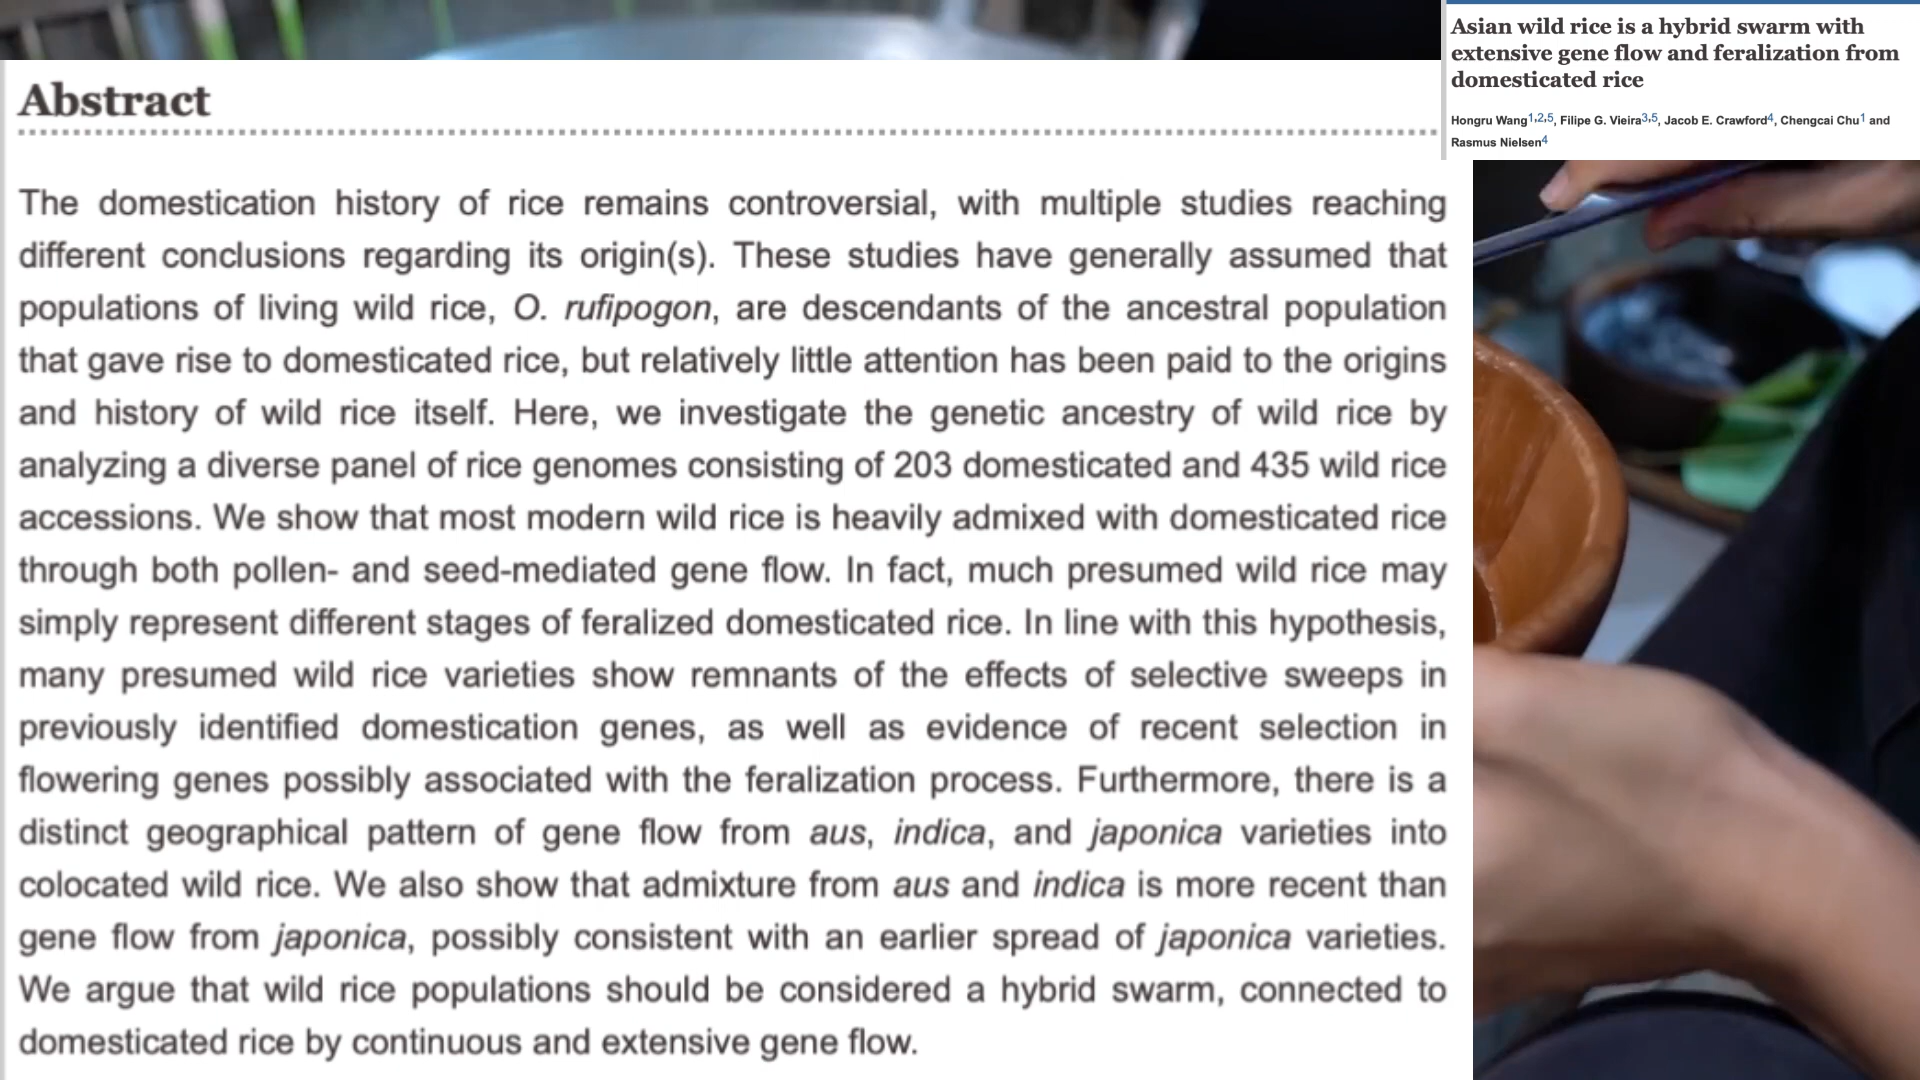 Asian wild rice is a hybrid swarm with
extensive gene flow and feralization from
domesticated rice
Hongru Wang1,2,5, Filipe G. Vieira3,5, Jacob E. Crawford4, Chengcai Chu1 and
Rasmus Nielsen4
Abstract
The domestication history of rice remains controversial, with multiple studies reaching
different conclusions regarding its origin(s). These studies have generally assumed that
populations of living wild rice, O. rufipogon, are descendants of the ancestral population
that gave rise to domesticated rice, but relatively little attention has been paid to the origins
and history of wild rice itself. Here, we investigate the genetic ancestry of wild rice by
analyzing a diverse panel of rice genomes consisting of 203 domesticated and 435 wild rice
accessions. We show that most modern wild rice is heavily admixed with domesticated rice
through both pollen- and seed-mediated gene flow. In fact, much presumed wild rice may
simply represent different stages of feralized domesticated rice. In line with this hypothesis,
many presumed wild rice varieties show remnants of the effects of selective sweeps in
previously identified domestication genes, as well as evidence of recent selection in
flowering genes possibly associated with the feralization process. Furthermore, there is a
distinct geographical pattern of gene flow from aus, indica, and japonica varieties into
colocated wild rice. We also show that admixture from aus and indica is more recent than
gene flow from japonica, possibly consistent with an earlier spread of japonica varieties.
We argue that wild rice populations should be considered a hybrid swarm, connected to
domesticated rice by continuous and extensive gene flow.